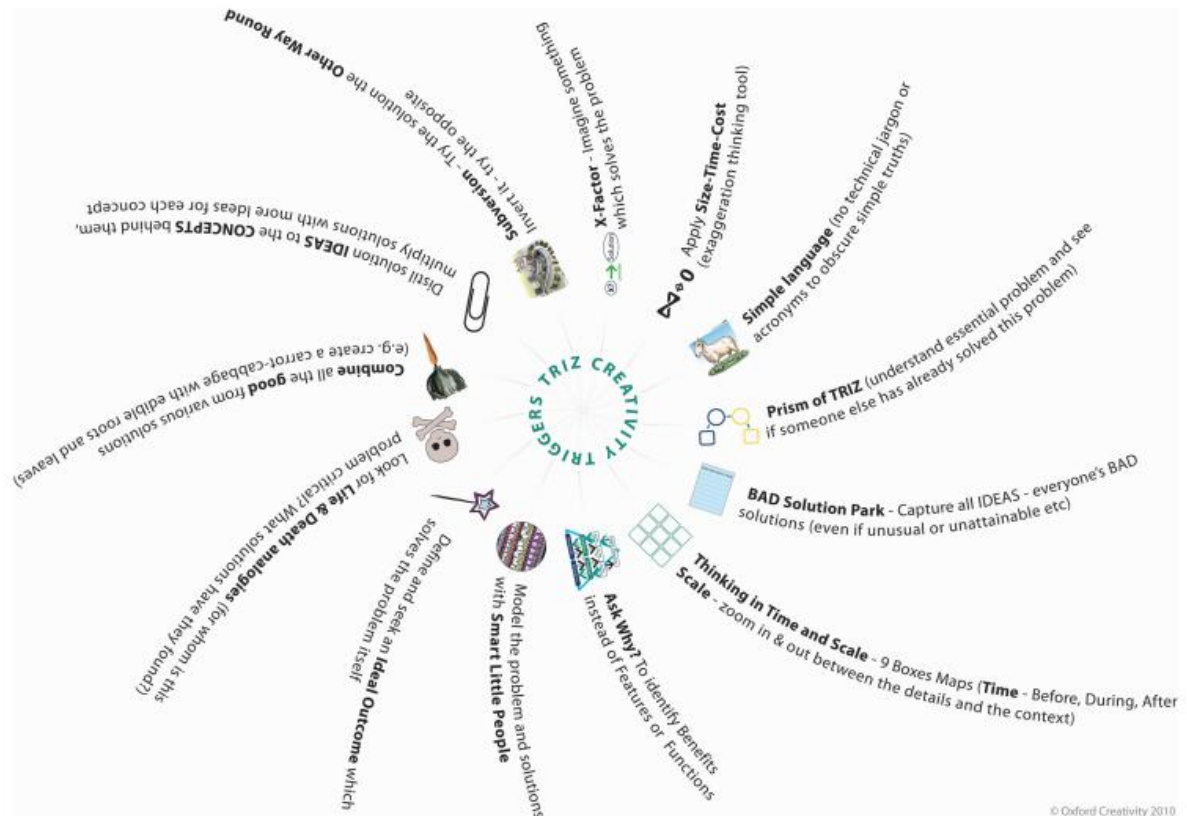 TRIZ CREATIVITY TRIGGERS
X-Factor - Imagine something
which solves the problem
Solution
Apply Size-Time-Cost
(exaggeration thinking tool)
Simple language (no technical jargon or
acronyms to obscure simple truths)
Prism of TRIZ (understand essential problem and see
if someone else has already solved this problem)
BAD Solution Park - Capture all IDEAS - everyone's BAD
solutions (even if unusual or unattainable etc)
Thinking in Time and Scale - 9 Boxes Maps (Time - Before, During, After
Scale - zoom in & out between the details and the context)
Ask Why? To identify Benefits
instead of Features or Functions
Model the problem and solutions
with Smart Little People
Define and seek an Ideal Outcome which
solves the problem itself
Look for Life & Death analogies (for whom is this
problem critical? What solutions have they found?)
Combine all the good from various solutions
(e.g. create a carrot-cabbage with edible roots and leaves)
Distil solution IDEAS to the CONCEPTS behind them,
multiply solutions with more Ideas for each concept
Subversion - Try the solution the Other Way Round
Invert it - try the opposite
© Oxford Creativity 2010